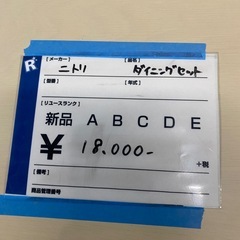 R
[メーカー] [品名]
ニトリ ダイニングセット
[型番] [年式]
[リユースランク]
新品 A B C D E
¥ 18.000-
+税
[備考]
商品管理番号